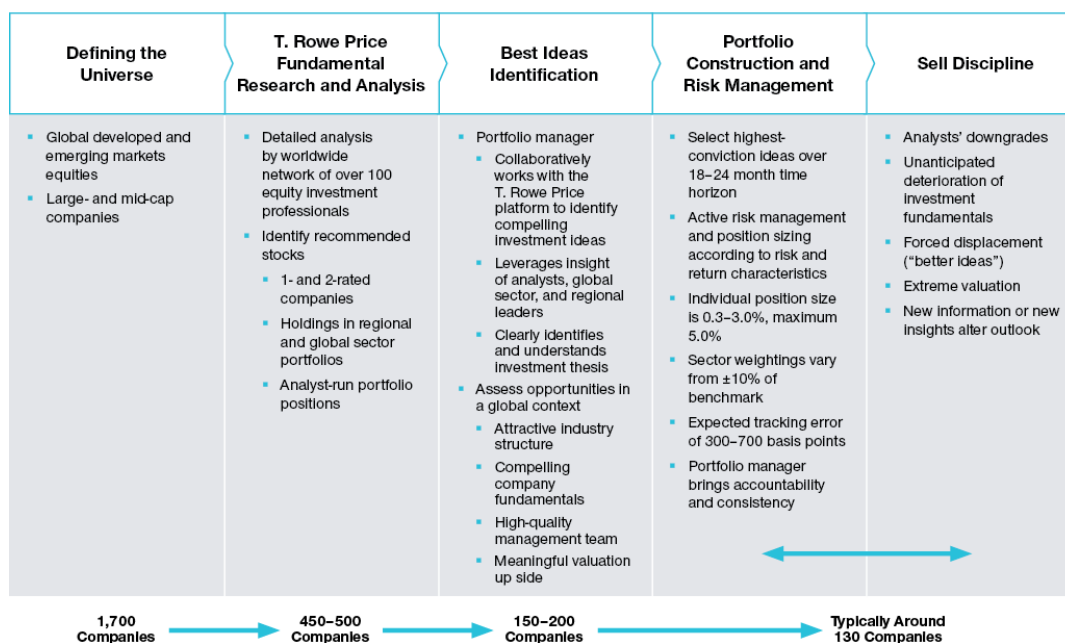 Defining the
Universe
T. Rowe Price
Fundamental
Research and Analysis
Best Ideas
Identification
Portfolio
Construction and
Risk Management
Sell Discipline
Global developed and
emerging markets
equities
Large- and mid-cap
companies
Detailed analysis
by worldwide
network of over 100
equity investment
professionals
Identify recommended
stocks
1- and 2-rated
companies
Holdings in regional
and global sector
portfolios
Analyst-run portfolio
positions
Portfolio manager
Collaboratively
works with the
T. Rowe Price
platform to identify
compelling
investment ideas
Leverages insight
of analysts, global
sector, and regional
leaders
Clearly identifies
and understands
investment thesis
Assess opportunities in
a global context
Attractive industry
structure
Compelling
company
fundamentals
High-quality
management team
Meaningful valuation
up side
Select highest-
conviction ideas over
18–24 month time
horizon
Active risk management
and position sizing
according to risk and
return characteristics
Individual position size
is 0.3–3.0%, maximum
5.0%
Sector weightings vary
from ±10% of
benchmark
Expected tracking error
of 300–700 basis points
Portfolio manager
brings accountability
and consistency
Analysts' downgrades
Unanticipated
deterioration of
investment
fundamentals
Forced displacement
(“better ideas”)
Extreme valuation
New information or new
insights alter outlook
1,700
Companies
450–500
Companies
150–200
Companies
Typically Around
130 Companies